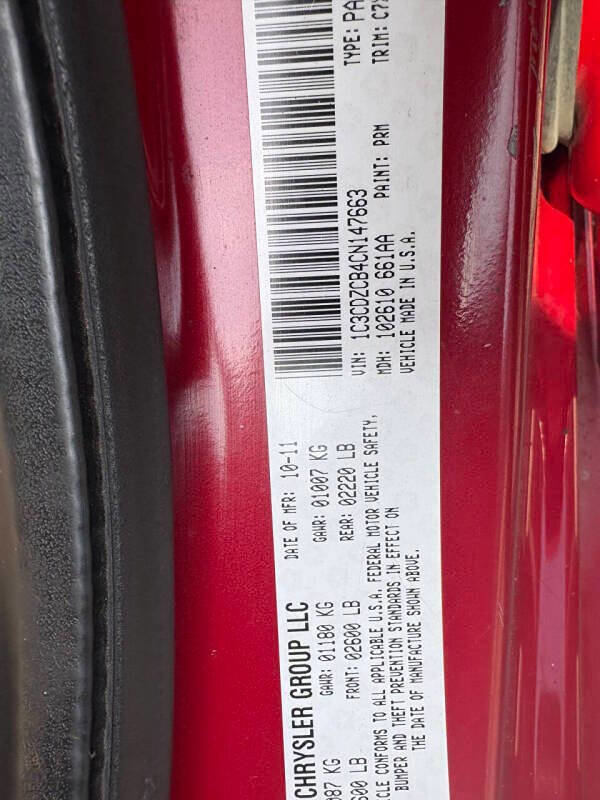 CHRYSLER GROUP LLC
DATE OF MFR: 10-11
GAWR: 01180 KG
GAWR: 01007 KG
FRONT: 02600 LB
REAR: 02220 LB
CONFORMS TO ALL APPLICABLE U.S.A. FEDERAL MOTOR VEHICLE SAFETY,
BUMPER AND THEFT PREVENTION STANDARDS IN EFFECT ON
THE DATE OF MANUFACTURE SHOWN ABOVE.
VIN: 1C3CDZCB4CN147663
TYPE:
MDH: 102610 661AA
PAINT: PRM
TRIM:
VEHICLE MADE IN U.S.A.